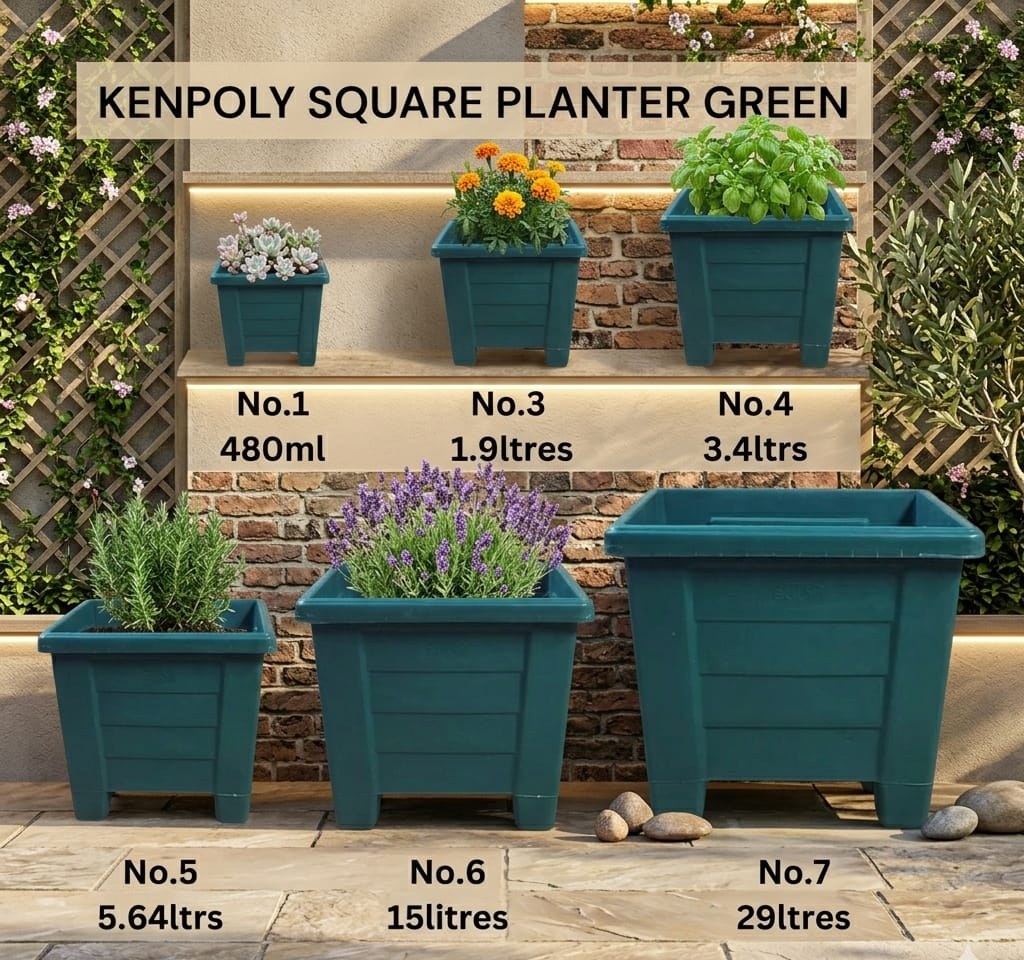 KENPOLY SQUARE PLANTER GREEN
No.1
480ml
No.3
1.9ltres
No.4
3.4ltrs
No.5
5.64ltrs
No.6
15litres
No.7
29ltres